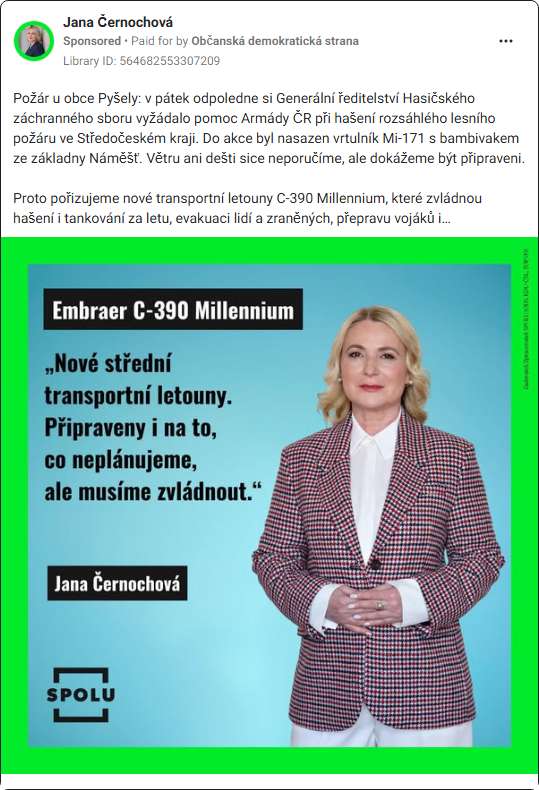 Jana Černochová
Sponsored • Paid for by Občanská demokratická strana
Library ID: 564682553307209
Požár u obce Pyšely: v pátek odpoledne si Generální ředitelství Hasičského
záchranného sboru vyžádalo pomoc Armády ČR při hašení rozsáhlého lesního
požáru ve Středočeském kraji. Do akce byl nasazen vrtulník Mi-171 s bambivakem
ze základny Náměšť. Větru ani dešti sice neporučíme, ale dokážeme být připraveni.
Proto pořizujeme nové transportní letouny C-390 Millennium, které zvládnou
hašení i tankování za letu, evakuaci lidí a zraněných, přepravu vojáků i...
Embraer C-390 Millennium
„Nové střední
transportní letouny.
Připraveny i na to,
co neplánujeme,
ale musíme zvládnout.“
Jana Černochová
SPOLU